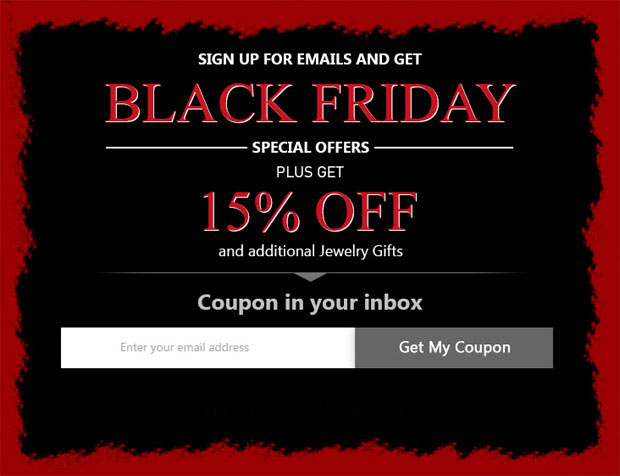 SIGN UP FOR EMAILS AND GET
BLACK FRIDAY
SPECIAL OFFERS
PLUS GET
15% OFF
and additional Jewelry Gifts
Coupon in your inbox
Enter your email address
Get My Coupon